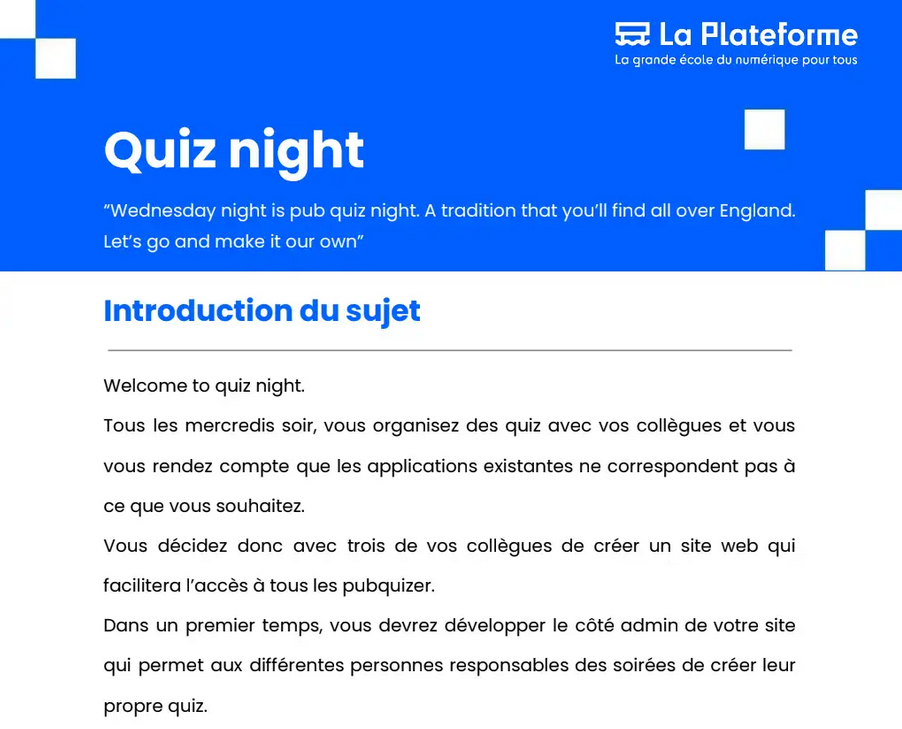 La Plateforme
La grande école du numérique pour tous
Quiz night
“Wednesday night is pub quiz night. A tradition that you’ll find all over England.
Let’s go and make it our own”
Introduction du sujet
Welcome to quiz night.
Tous les mercredis soir, vous organisez des quiz avec vos collègues et vous
vous rendez compte que les applications existantes ne correspondent pas à
ce que vous souhaitez.
Vous décidez donc avec trois de vos collègues de créer un site web qui
facilitera l’accès à tous les pubquizer.
Dans un premier temps, vous devrez développer le côté admin de votre site
qui permet aux différentes personnes responsables des soirées de créer leur
propre quiz.